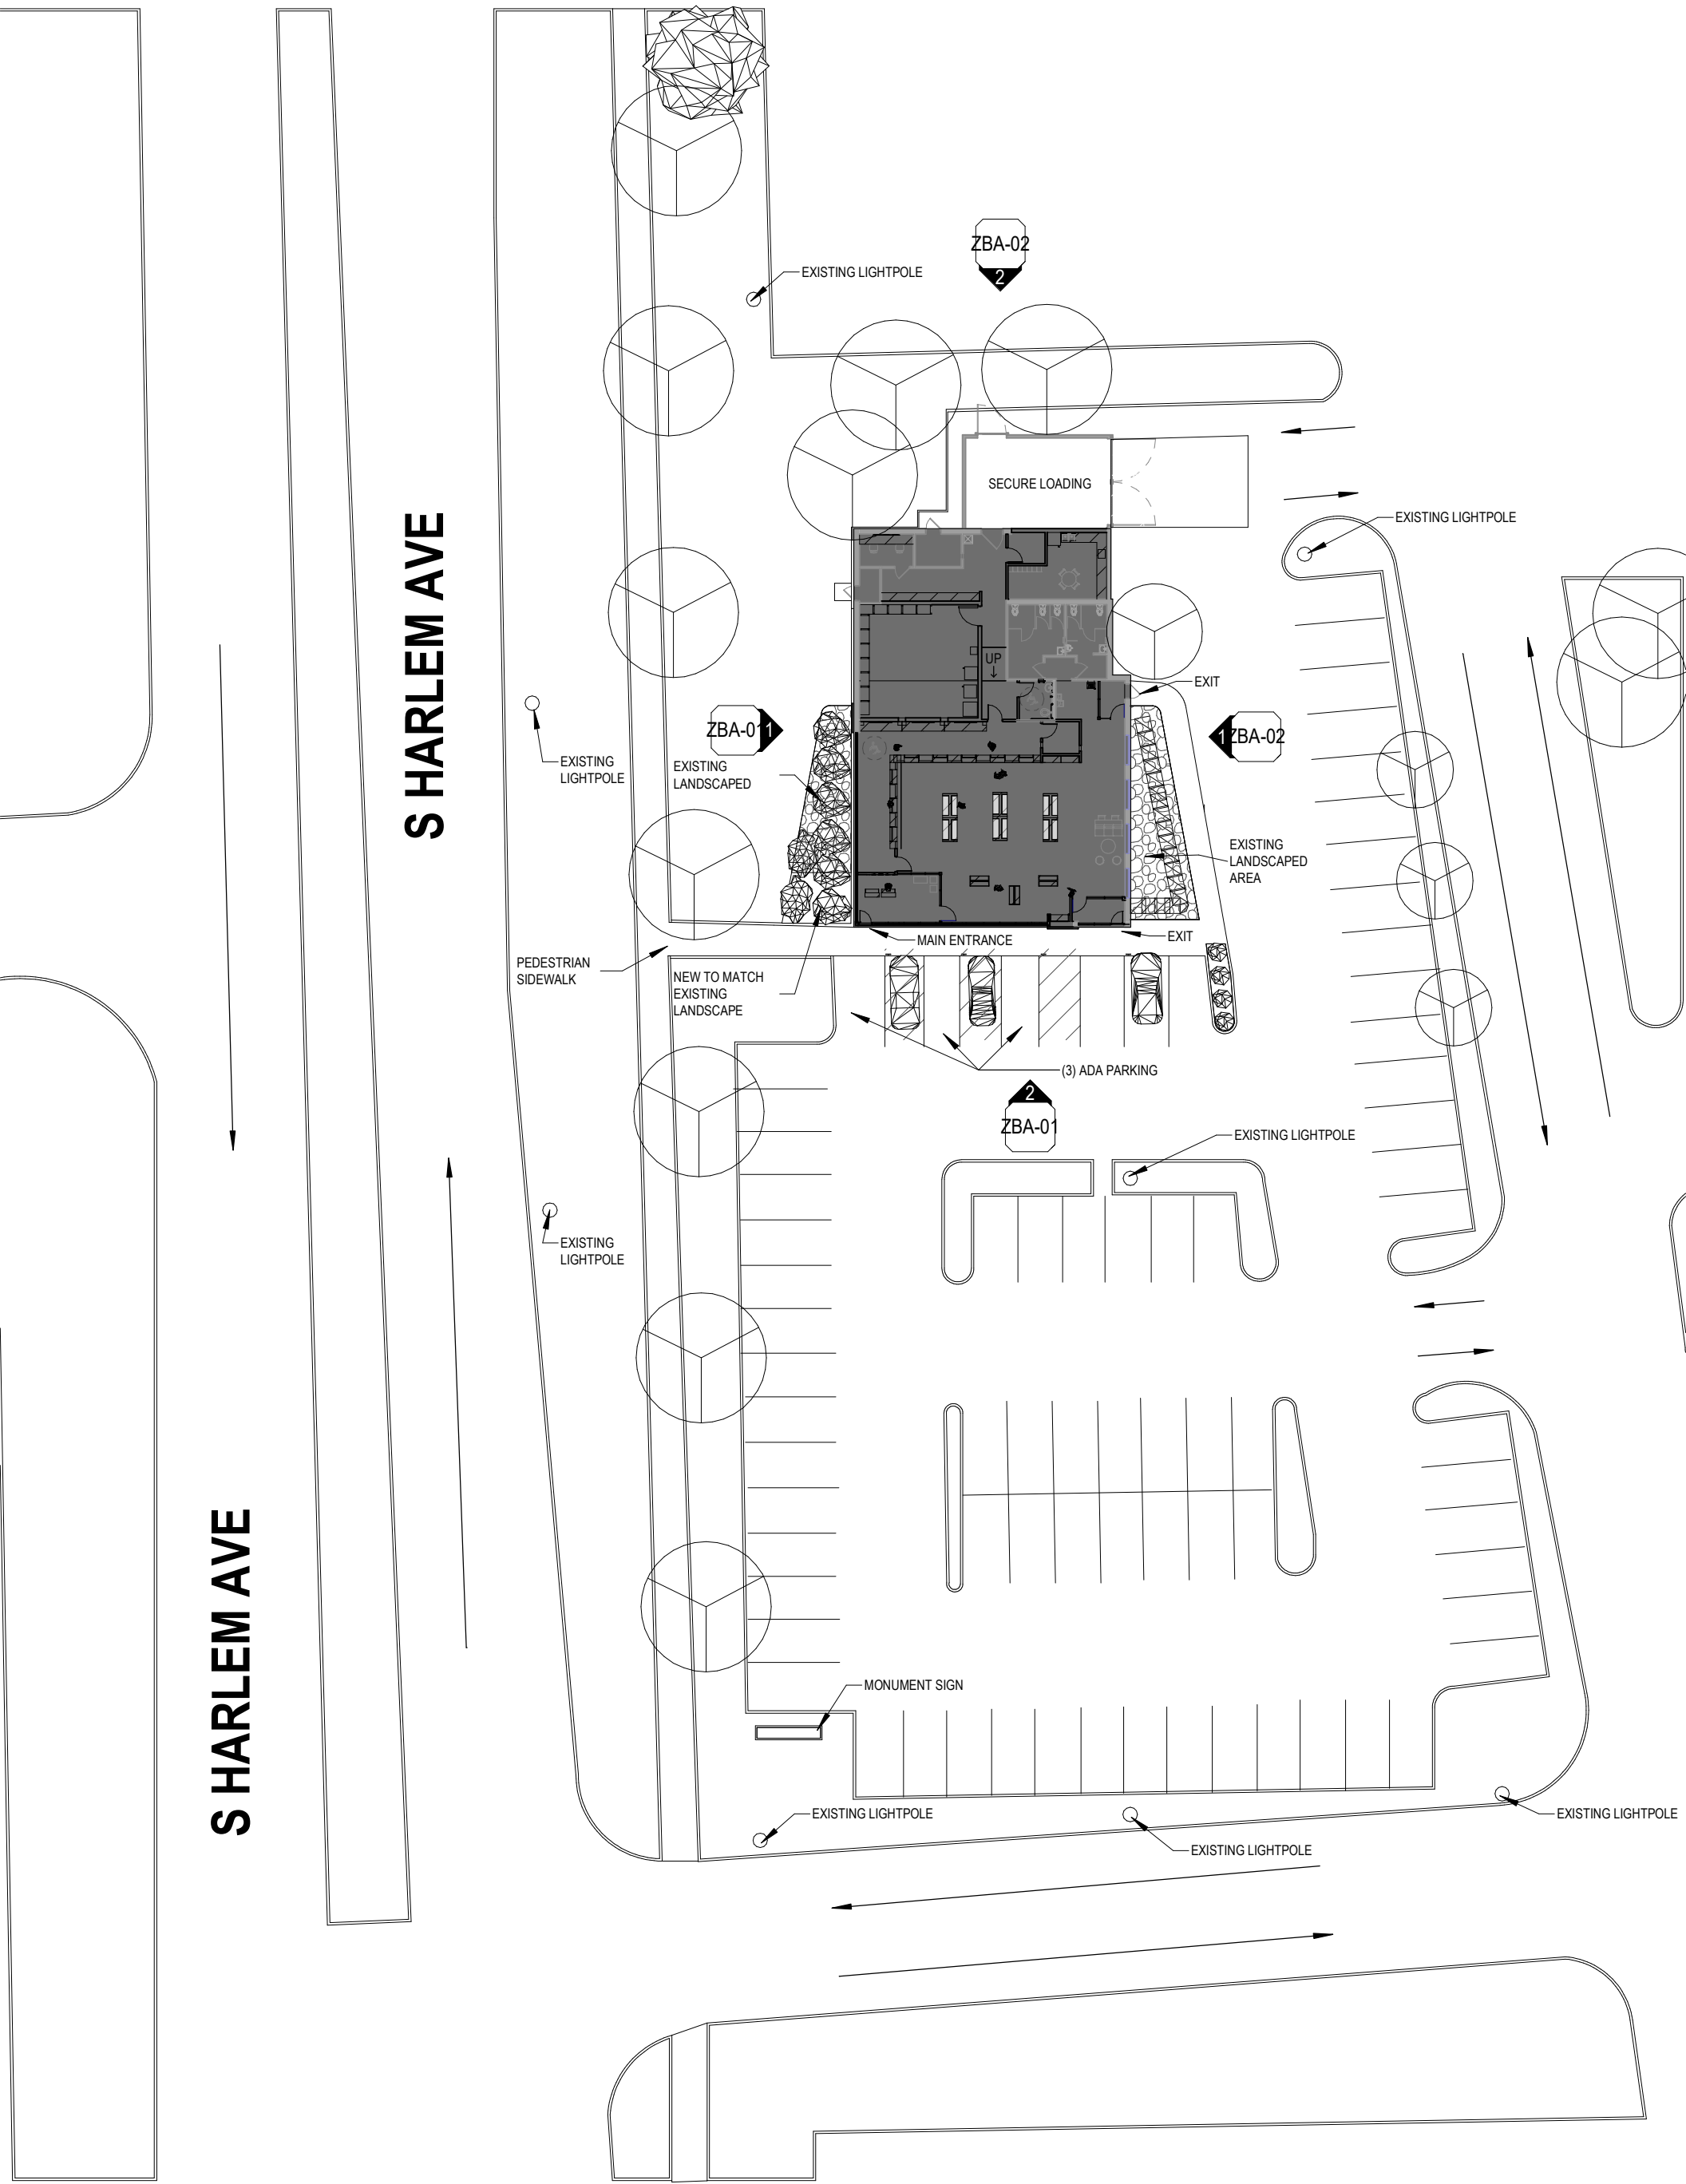 ZBA-02
2
EXISTING LIGHTPOLE
SECURE LOADING
EXISTING LIGHTPOLE
S HARLEM AVE
UP
EXIT
ZBA-01
1
1
ZBA-02
EXISTING
LIGHTPOLE
EXISTING
LANDSCAPED
EXISTING
LANDSCAPED
AREA
MAIN ENTRANCE
EXIT
PEDESTRIAN
SIDEWALK
NEW TO MATCH
EXISTING
LANDSCAPE
(3) ADA PARKING
2
ZBA-01
EXISTING LIGHTPOLE
EXISTING
LIGHTPOLE
S HARLEM AVE
MONUMENT SIGN
EXISTING LIGHTPOLE
EXISTING LIGHTPOLE
EXISTING LIGHTPOLE